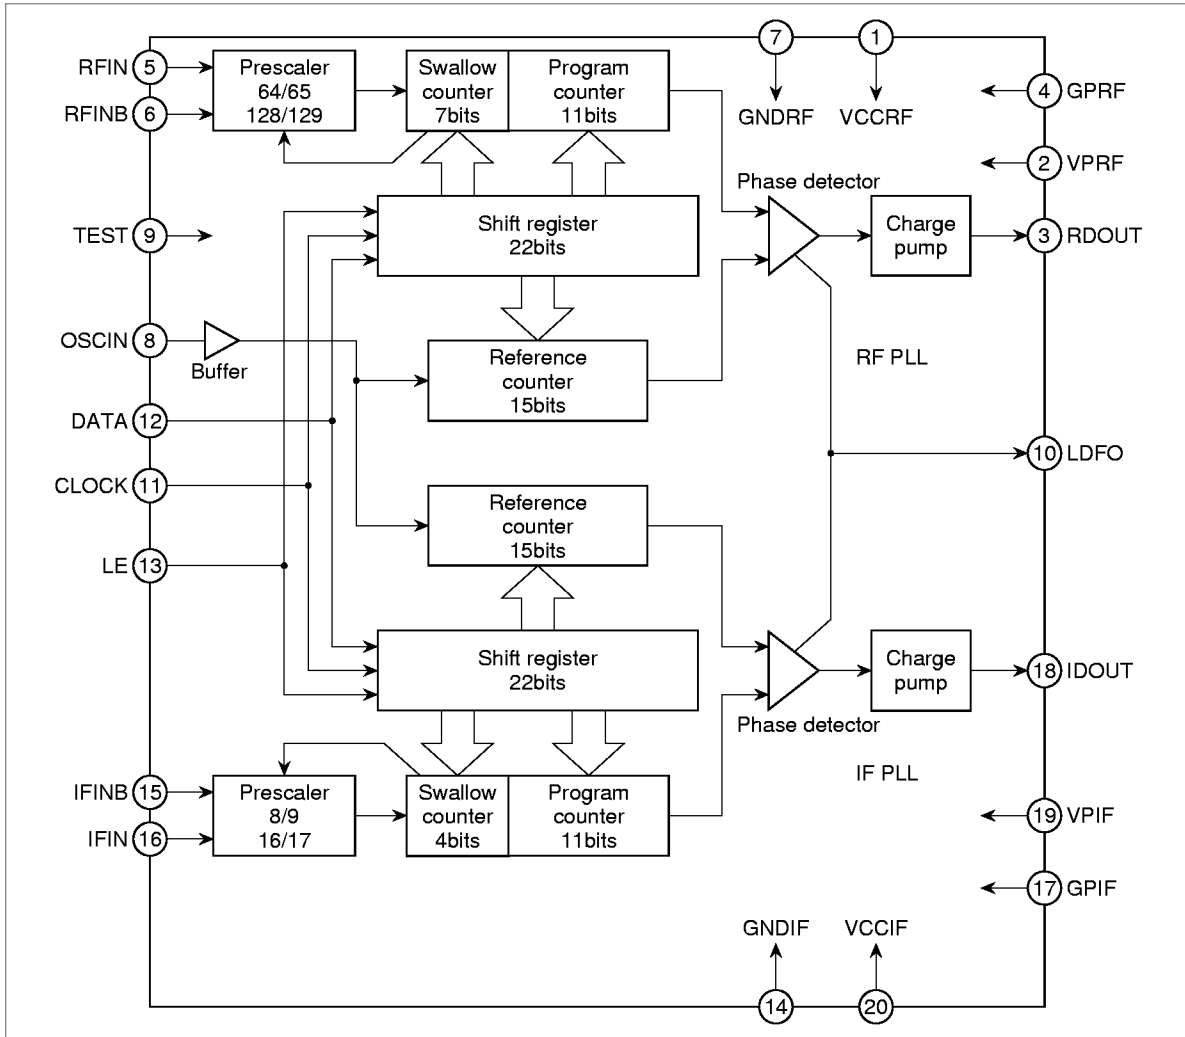 7
1
RFIN 5
Prescaler
64/65
128/129
Swallow
counter
7bits
Program
counter
11bits
4 GPRF
RFINB 6
GNDRF
VCCRF
2 VPRF
Phase detector
TEST 9
Shift register
22bits
Charge
pump
3 RDOUT
OSCIN 8
Buffer
Reference
counter
15bits
RF PLL
DATA 12
10 LDFO
CLOCK 11
Reference
counter
15bits
LE 13
Shift register
22bits
Charge
pump
18 IDOUT
Phase detector
IF PLL
IFINB 15
IFIN 16
Prescaler
8/9
16/17
Swallow
counter
4bits
Program
counter
11bits
19 VPIF
17 GPIF
GNDIF
VCCIF
14
20